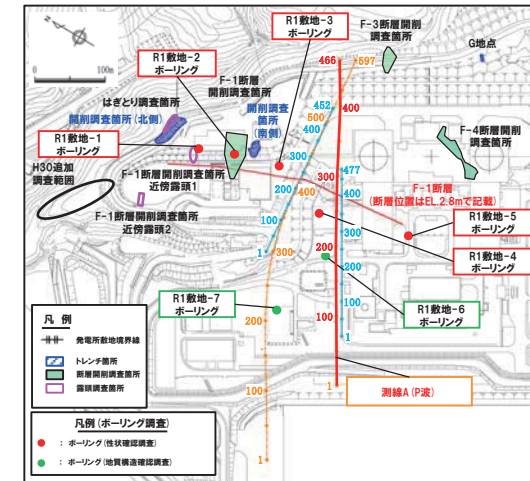 0 100m
R1敷地-2
ボーリング
R1敷地-3
ボーリング
F-3断層開削
調査箇所
G地点
F-1断層
開削調査箇所
はぎとり調査箇所
開削調査箇所(北側)
開削調査
箇所
(南側)
R1敷地-1
ボーリング
H30追加
調査範囲
F-1断層開削調査箇所
近傍露頭1
F-1断層開削調査箇所
近傍露頭2
F-4断層開削
調査箇所
F-1断層
(断層位置はEL.2.8mで記載)
R1敷地-5
ボーリング
R1敷地-4
ボーリング
R1敷地-6
ボーリング
R1敷地-7
ボーリング
466
400
300
200
100
1
597
500
400
300
200
100
1
452
400
300
200
100
1
477
400
300
200
100
1
測線A(P波)
凡 例
発電所敷地境界線
トレンチ箇所
断層開削調査箇所
露頭調査箇所
凡例(ボーリング調査)
: ボーリング(性状確認調査)
: ボーリング(地質構造確認調査)